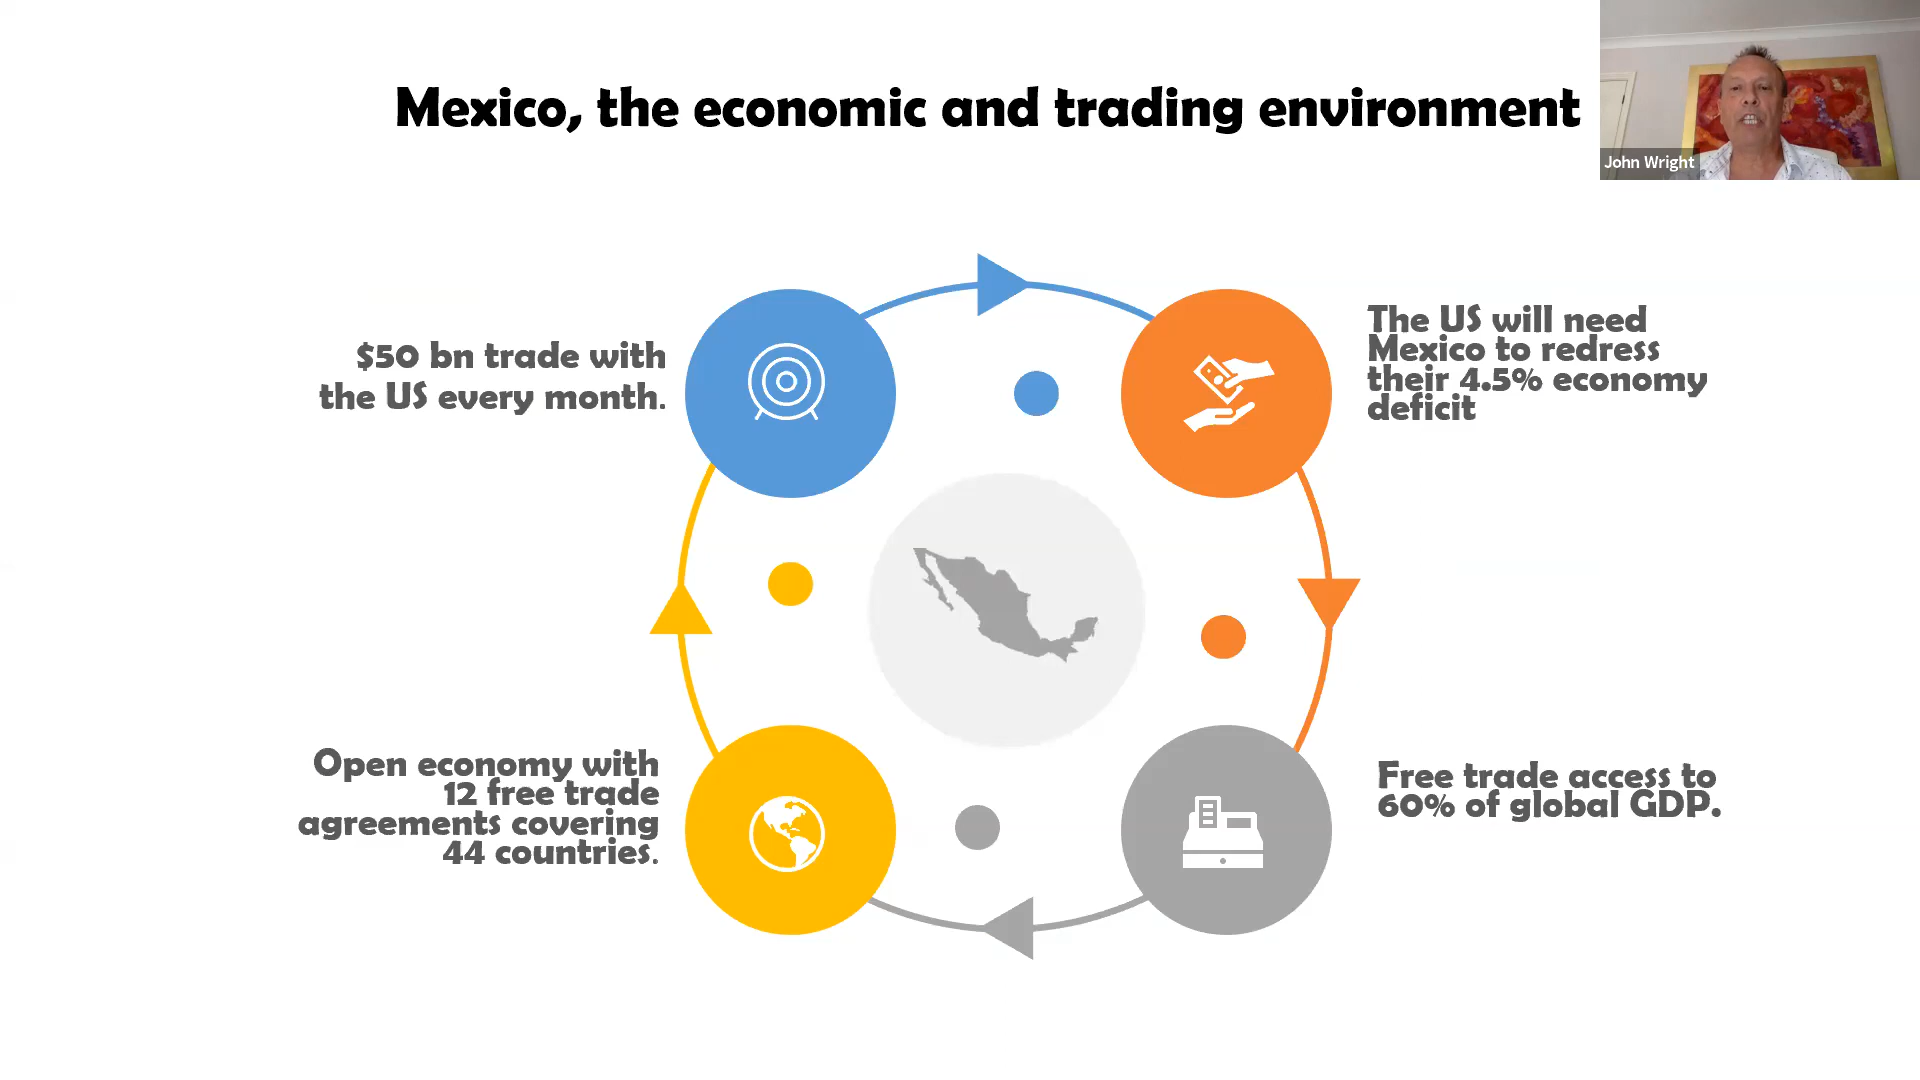 Mexico, the economic and trading environment
John Wright
$50 bn trade with
the US every month.
The US will need
Mexico to redress
their 4.5% economy
deficit
Open economy with
12 free trade
agreements covering
44 countries.
Free trade access to
60% of global GDP.